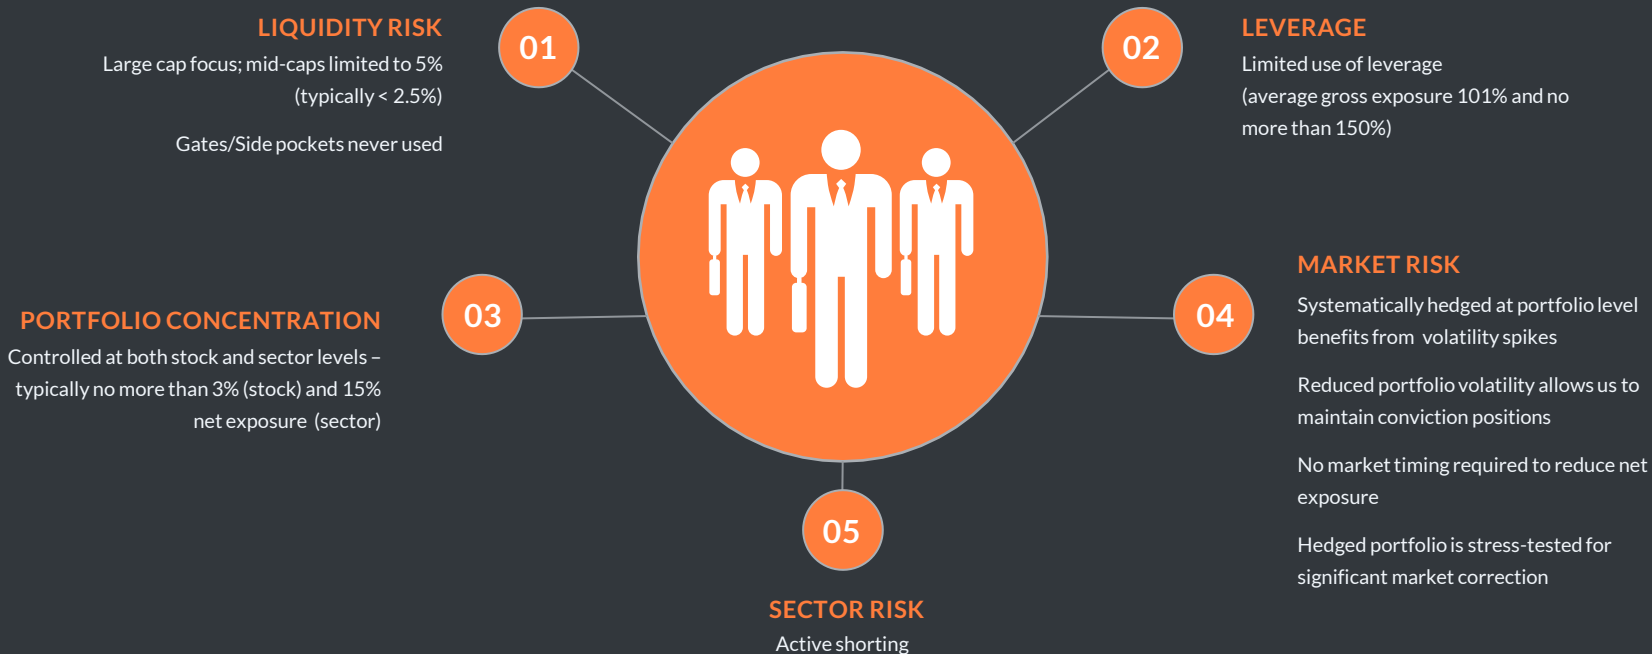 LIQUIDITY RISK
Large cap focus; mid-caps limited to 5%
(typically < 2.5%)
Gates/Side pockets never used
01
02
LEVERAGE
Limited use of leverage
(average gross exposure 101% and no
more than 150%)
PORTFOLIO CONCENTRATION
Controlled at both stock and sector levels –
typically no more than 3% (stock) and 15%
net exposure (sector)
03
04
MARKET RISK
Systematically hedged at portfolio level
benefits from volatility spikes
Reduced portfolio volatility allows us to
maintain conviction positions
No market timing required to reduce net
exposure
Hedged portfolio is stress-tested for
significant market correction
05
SECTOR RISK
Active shorting